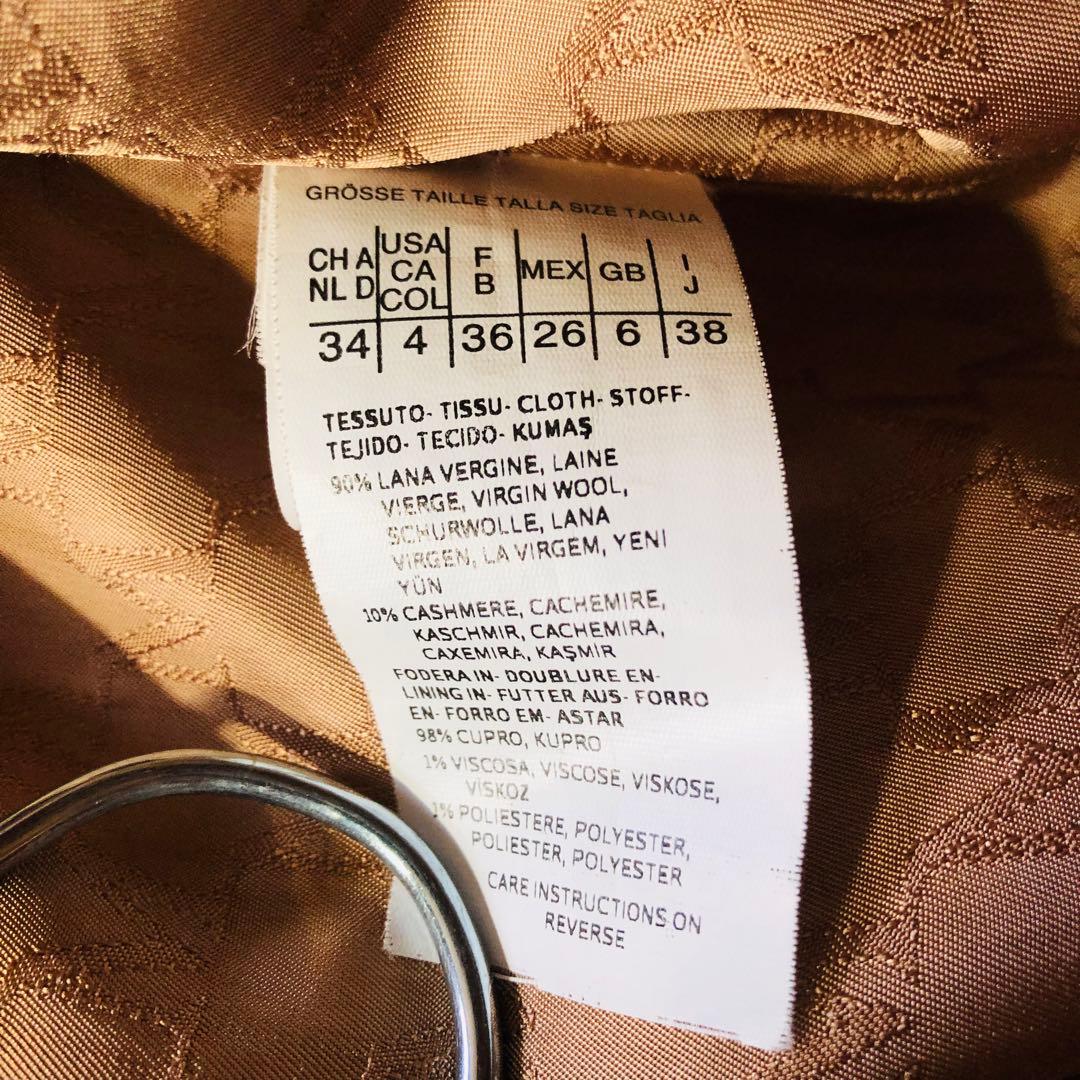 GRÖSSE TAILLE TALLA SIZE TAGLIA
CH A NL D | USA CA COL | F B | MEX | GB | I J
34 | 4 | 36 | 26 | 6 | 38
TESSUTO- TISSU- CLOTH- STOFF-
TEJIDO- TECIDO- KUMAŞ
90% LANA VERGINE, LAINE
VIERGE, VIRGIN WOOL,
SCHURWOLLE, LANA
VIRGEN, LA VIRGEM, YENI
YÜN
10% CASHMERE, CACHEMIRE,
KASCHMIR, CACHEMIRA,
CAXEMIRA, KAŞMIR
FODERA IN- DOUBLURE EN-
LINING IN- FUTTER AUS- FORRO
EN- FORRO EM- ASTAR
98% CUPRO, KUPRO
1% VISCOSA, VISCOSE, VISKOSE,
VİSKOZ
1% POLIESTERE, POLYESTER,
POLIESTER, POLYESTER
CARE INSTRUCTIONS ON
REVERSE